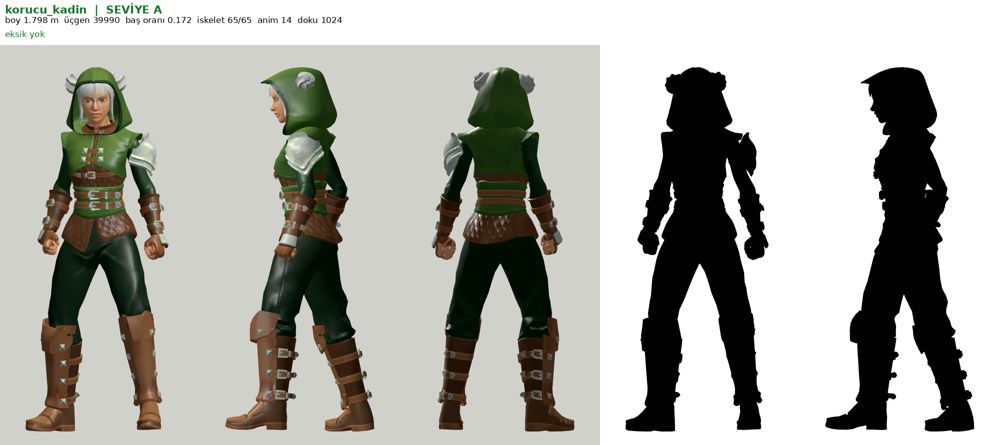 korucu_kadin | SEVİYE A
boy 1.798 m üçgen 39990 baş oranı 0.172 iskelet 65/65 anim 14 doku 1024
eksik yok